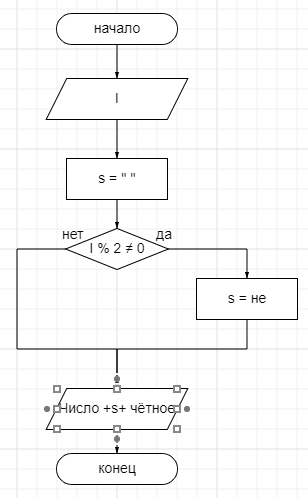 начало
I
s = " "
нет
да
I % 2 ≠ 0
s = не
Число +s+ чётное
конец